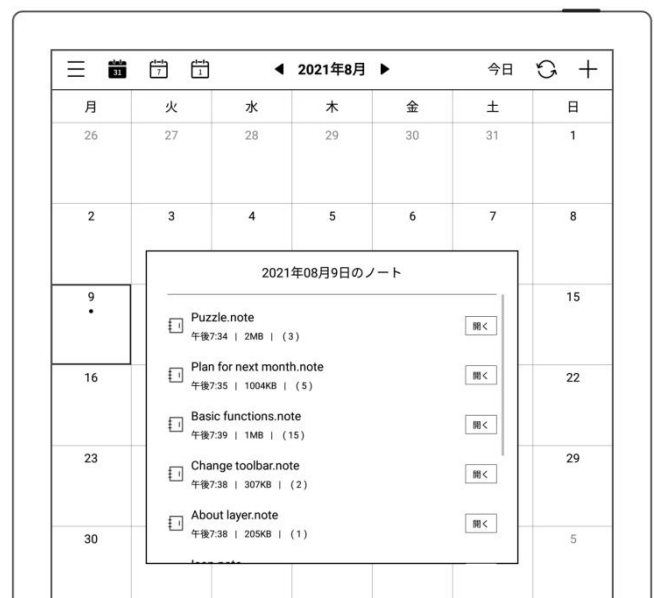 31 7 1 2021年8月 今日
月 火 水 木 金 土 日
26 27 28 29 30 31 1
2 3 4 5 6 7 8
2021年08月9日のノート
9 15
Puzzle.note
午後7:34 | 2MB | (3)
開く
Plan for next month.note
午後7:35 | 1004KB | (5)
開く
16 22
Basic functions.note
午後7:39 | 1MB | (15)
開く
23 29
Change toolbar.note
午後7:38 | 307KB | (2)
開く
About layer.note
午後7:38 | 205KB | (1)
開く
30 5